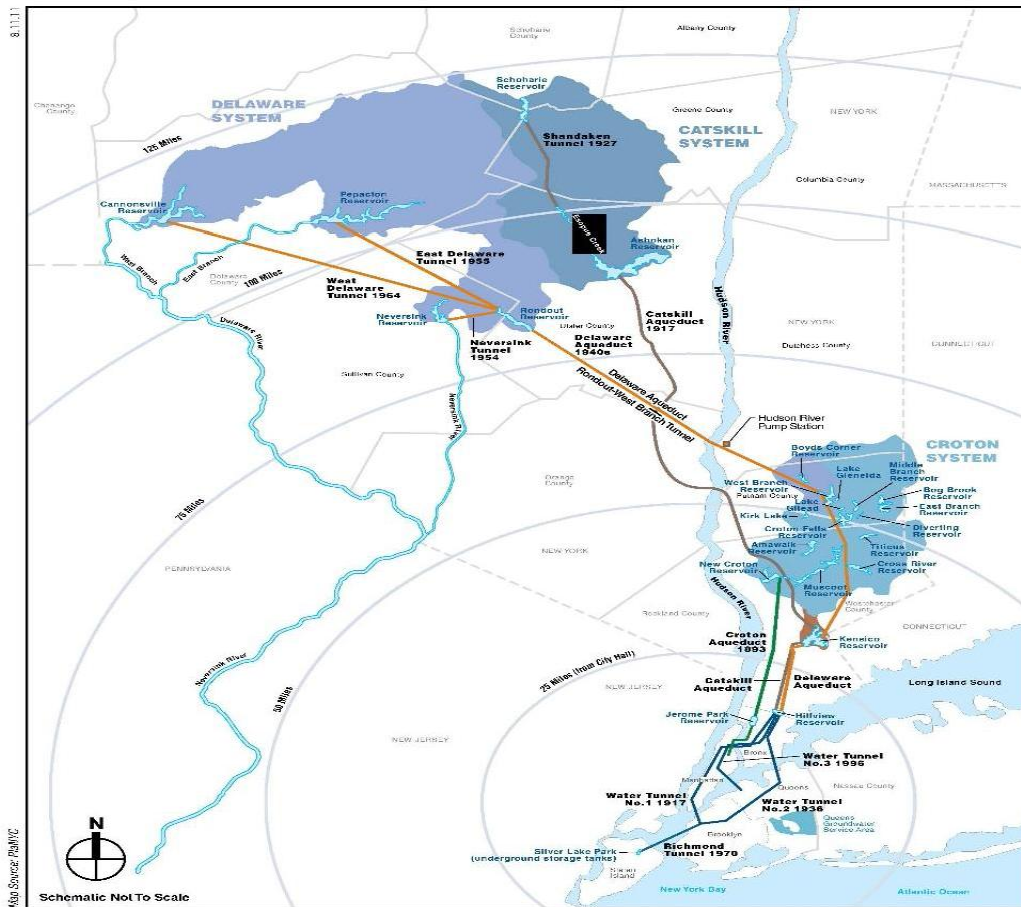 8.11.11
Schoharie
County
Albany County
Chenango
County
DELAWARE
SYSTEM
Schoharie
Reservoir
Greene County
NEW YORK
Shandaken
Tunnel 1927
CATSKILL
SYSTEM
125 Miles
Columbia County
MASSACHUSETTS
Cannonsville
Reservoir
Pepacton
Reservoir
Esopus Creek
Ashokan
Reservoir
West Branch
East Branch
Delaware
County
100 Miles
East Delaware
Tunnel 1955
West
Delaware
Tunnel 1964
Hudson River
Neversink
Reservoir
Rondout
Reservoir
Catskill
Aqueduct
1917
Delaware River
Ulster County
Delaware
Aqueduct
1940s
NEW YORK
Dutchess County
CONNECTICUT
Neversink
Tunnel
1954
Sullivan County
Delaware Aqueduct
Rondout-West Branch Tunnel
Neversink River
Hudson River
Pump Station
Boyds Corner
Reservoir
CROTON
SYSTEM
Lake
Gleneida
Middle
Branch
Reservoir
West Branch
Reservoir
Putnam County
Lake
Gilead
Bog Brook
Reservoir
East Branch
Reservoir
Orange
County
75 Miles
Kirk Lake
Croton Falls
Reservoir
Diverting
Reservoir
Amawalk
Reservoir
Titicus
Reservoir
NEW YORK
New Croton
Reservoir
Cross River
Reservoir
Muscoot
Reservoir
PENNSYLVANIA
Hudson River
Rockland County
Westchester
County
CONNECTICUT
Croton
Aqueduct
1893
Kensico
Reservoir
Neversink River
25 Miles (from City Hall)
Catskill
Aqueduct
Delaware
Aqueduct
Long Island Sound
NEW JERSEY
50 Miles
Jerome Park
Reservoir
Hillview
Reservoir
NEW JERSEY
Bronx
Water Tunnel
No.3 1996
Manhattan
Queens
Nassau County
Water Tunnel
No.1 1917
Water Tunnel
No.2 1936
Queens
Groundwater
Service Area
Brooklyn
Silver Lake Park
(underground storage tanks)
Richmond
Tunnel 1970
Staten
Island
N
New York Bay
Atlantic Ocean
Schematic Not To Scale
Map Source: PlaNYC